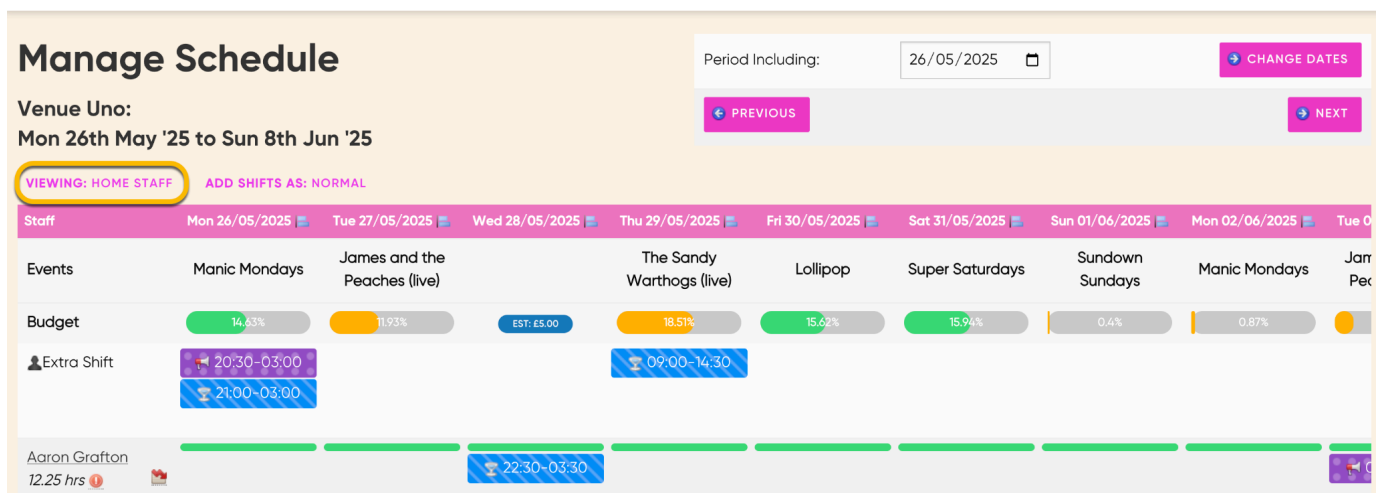 Manage Schedule
Period Including:
26/05/2025
CHANGE DATES
Venue Uno:
Mon 26th May '25 to Sun 8th Jun '25
PREVIOUS
NEXT
VIEWING: HOME STAFF
ADD SHIFTS AS: NORMAL
Staff Mon 26/05/2025 Tue 27/05/2025 Wed 28/05/2025 Thu 29/05/2025 Fri 30/05/2025 Sat 31/05/2025 Sun 01/06/2025 Mon 02/06/2025 Tue 0
Events Manic Mondays James and the The Sandy Lollipop Super Saturdays Sundown Manic Mondays Jam
Peaches (live) Warthogs (live) Sundays Pea
Budget 14.63% 11.93% EST: £5.00 18.51% 15.62% 15.94% 0.4% 0.87%
Extra Shift 20:30-03:00 09:00-14:30
21:00-03:00
Aaron Grafton 22:30-03:30
12.25 hrs